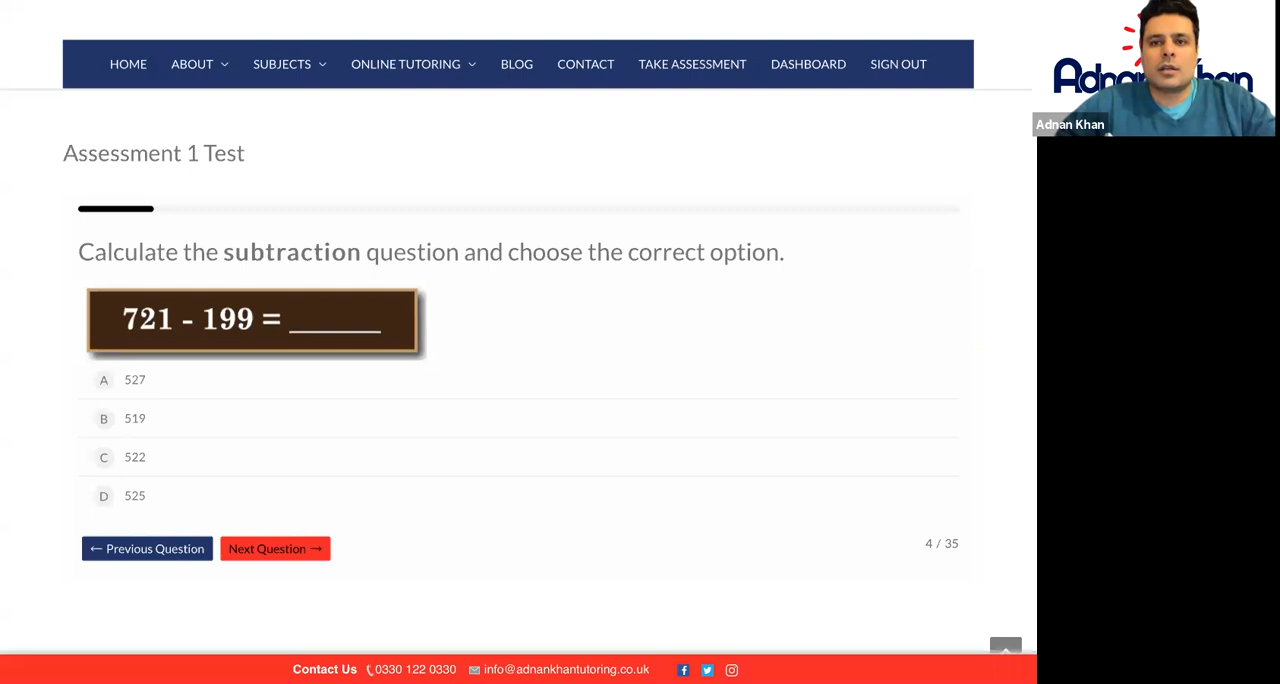 HOME ABOUT SUBJECTS ONLINE TUTORING BLOG CONTACT TAKE ASSESSMENT DASHBOARD SIGN OUT
Adnan Khan
Adnan Khan
Assessment 1 Test
Calculate the subtraction question and choose the correct option.
721 - 199 = ______
A 527
B 519
C 522
D 525
← Previous Question Next Question → 4 / 35
Contact Us 0330 122 0330 info@adnankhantutoring.co.uk